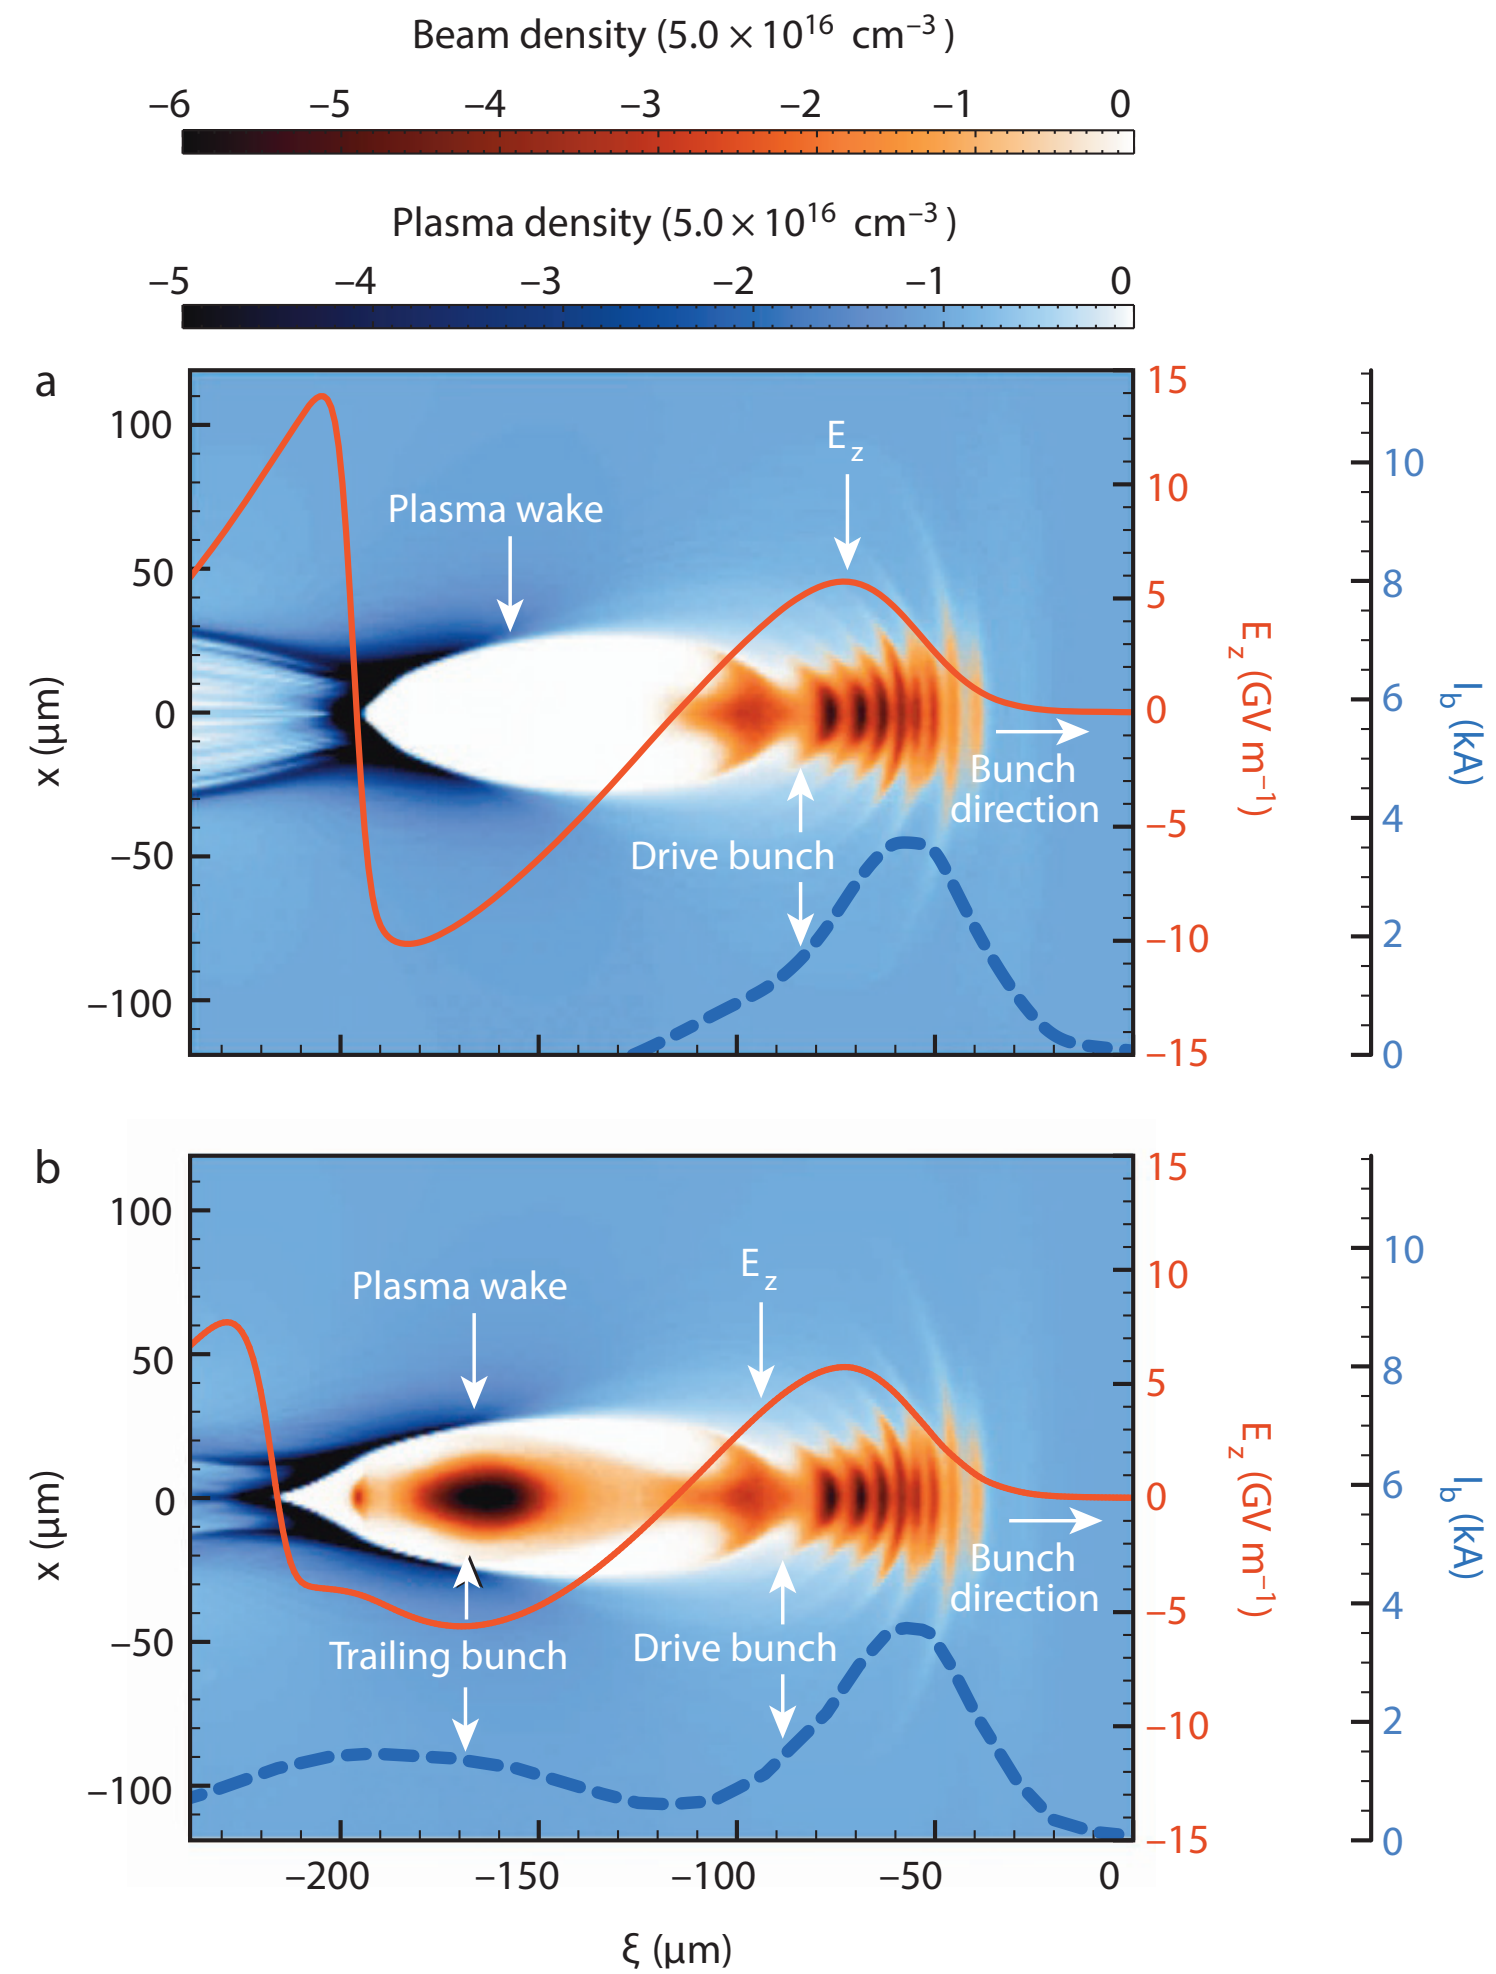 Beam density (5.0 × 10¹⁶ cm⁻³ )
–6 –5 –4 –3 –2 –1 0
Plasma density (5.0 × 10¹⁶ cm⁻³ )
–5 –4 –3 –2 –1 0
a
100
50
0
–50
–100
x (μm)
Plasma wake
E_z
Drive bunch
Bunch
direction
15
10
5
0
–5
–10
–15
E_z (GV m⁻¹)
10
8
6
4
2
0
I_b (kA)
b
100
50
0
–50
–100
x (μm)
Plasma wake
E_z
Trailing bunch
Drive bunch
Bunch
direction
15
10
5
0
–5
–10
–15
E_z (GV m⁻¹)
10
8
6
4
2
0
I_b (kA)
–200 –150 –100 –50 0
ξ (μm)